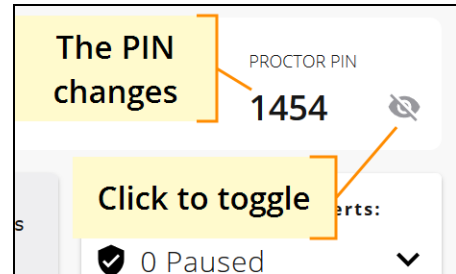 The PIN
changes
PROCTOR PIN
1454
Click to toggle
erts:
s
0 Paused